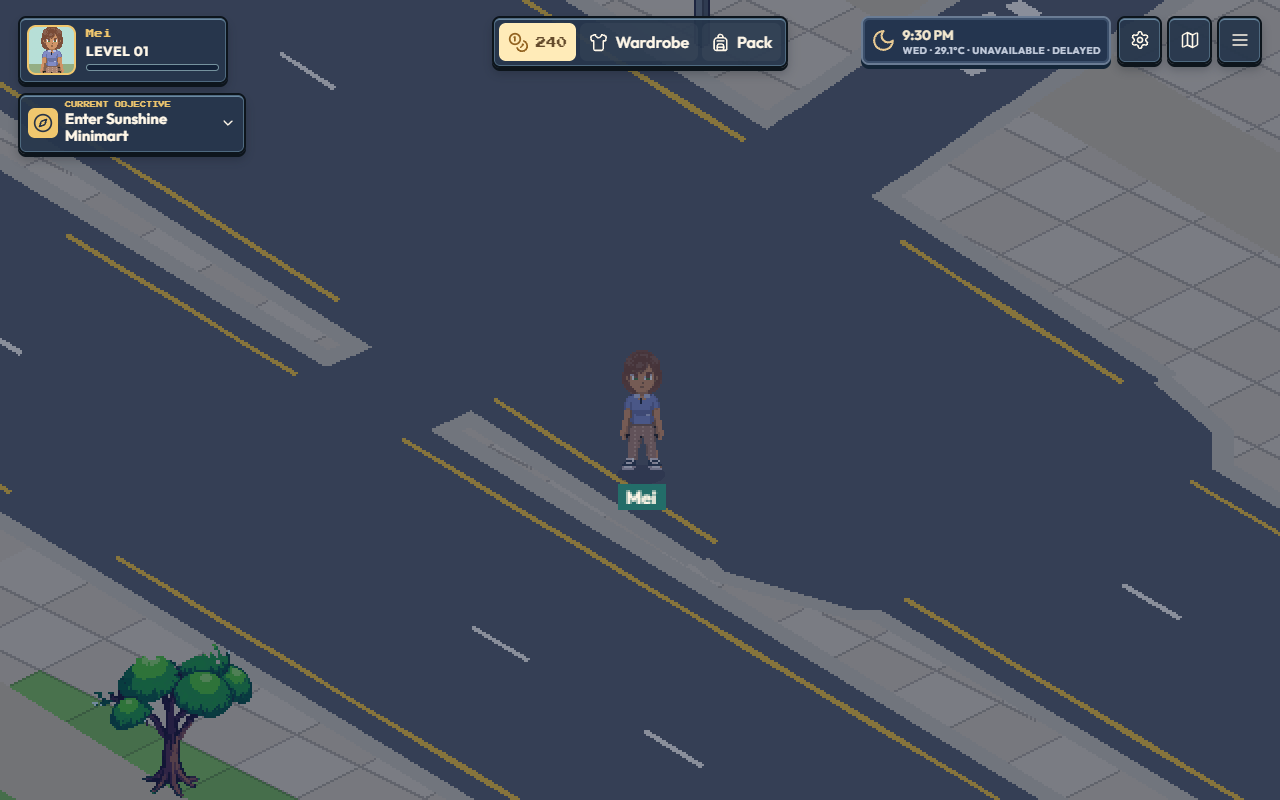 Mei
LEVEL 01
CURRENT OBJECTIVE
Enter Sunshine
Minimart
240
Wardrobe
Pack
9:30 PM
WED · 29.1°C · UNAVAILABLE · DELAYED
Mei